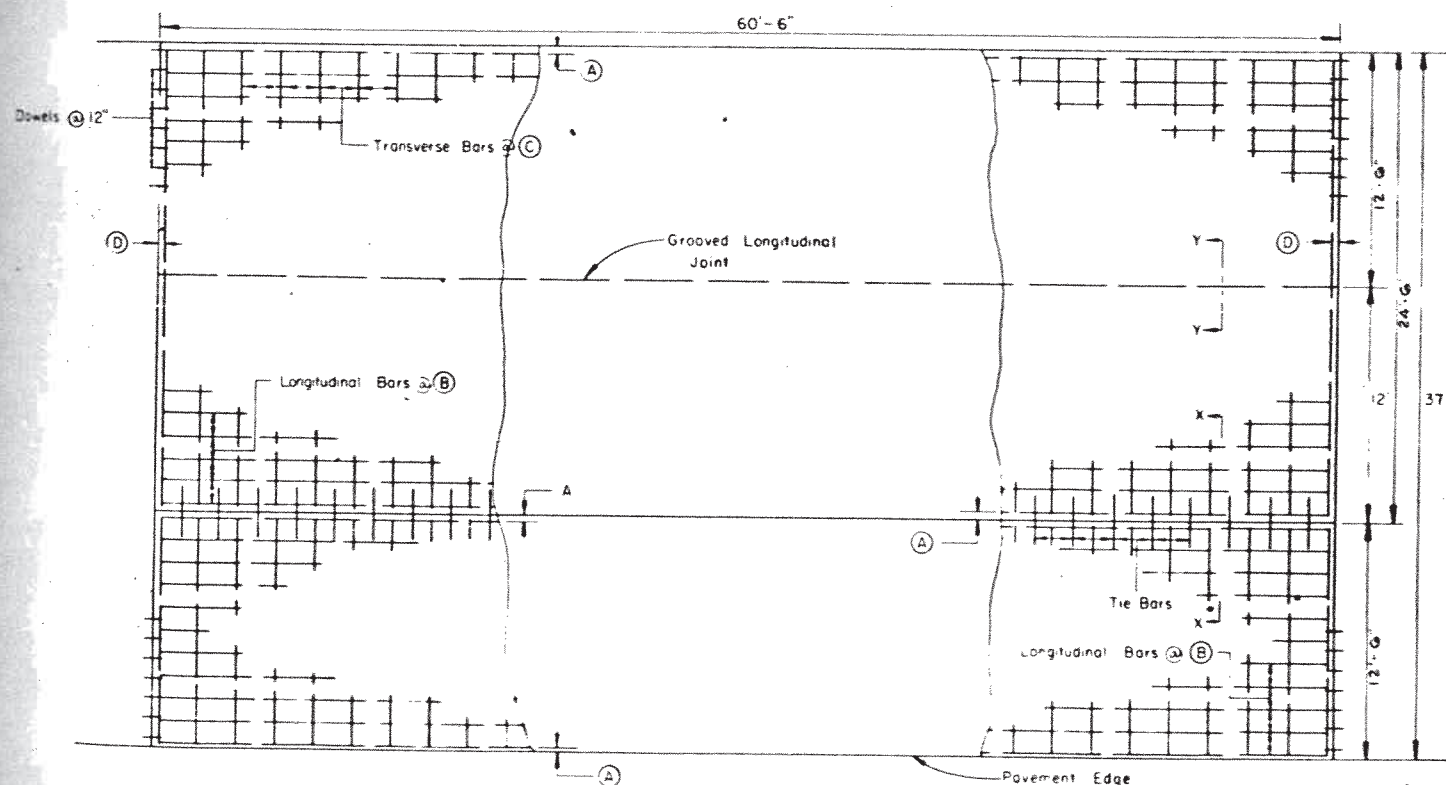 60'-6"
A
Dowels @ 12"
Transverse Bars @ C
12'-6"
D
Grooved Longitudinal
Joint
Y
D
24'-6
Y
Longitudinal Bars @ B
X
12'
37
A
A
Tie Bars
X
Longitudinal Bars @ B
12'-6"
A
Pavement Edge